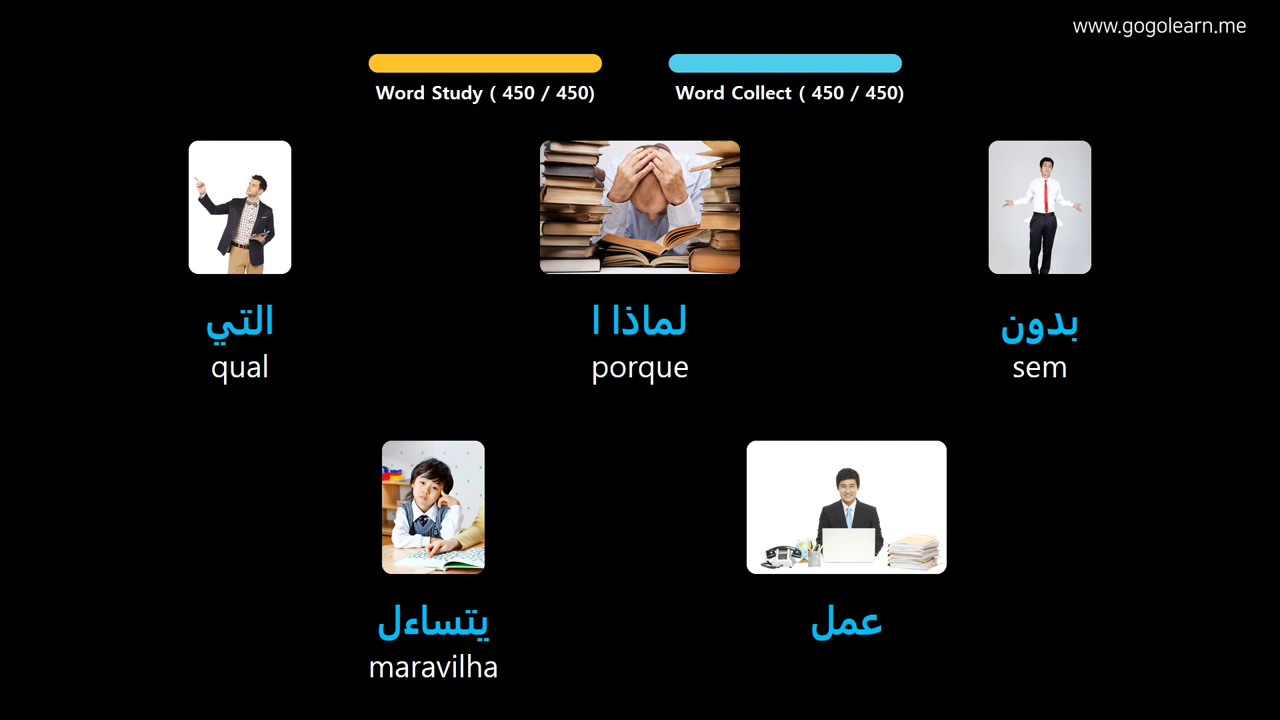 www.gogolearn.me
Word Study ( 450 / 450)
Word Collect ( 450 / 450)
التي
qual
لماذا ا
porque
بدون
sem
يتساءل
maravilha
عمل